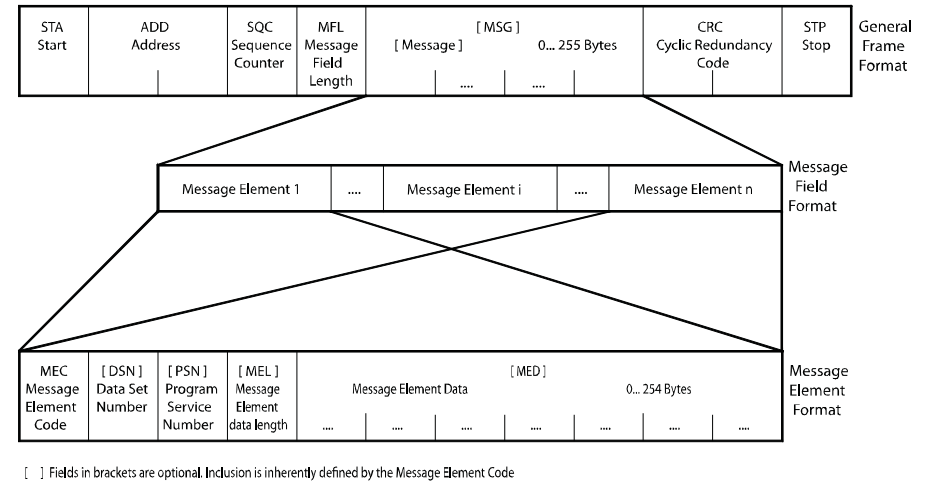 STA
Start
ADD
Address
SQC
Sequence
Counter
MFL
Message
Field
Length
[ MSG ]
[ Message ] 0... 255 Bytes
.... ....
CRC
Cyclic Redundancy
Code
STP
Stop
General
Frame
Format
Message Element 1 .... Message Element i .... Message Element n
Message
Field
Format
MEC
Message
Element
Code
[ DSN ]
Data Set
Number
[ PSN ]
Program
Service
Number
[ MEL ]
Message
Element
data length
[ MED ]
Message Element Data 0... 254 Bytes
.... .... .... .... .... .... ....
Message
Element
Format
[ ] Fields in brackets are optional. Inclusion is inherently defined by the Message Element Code